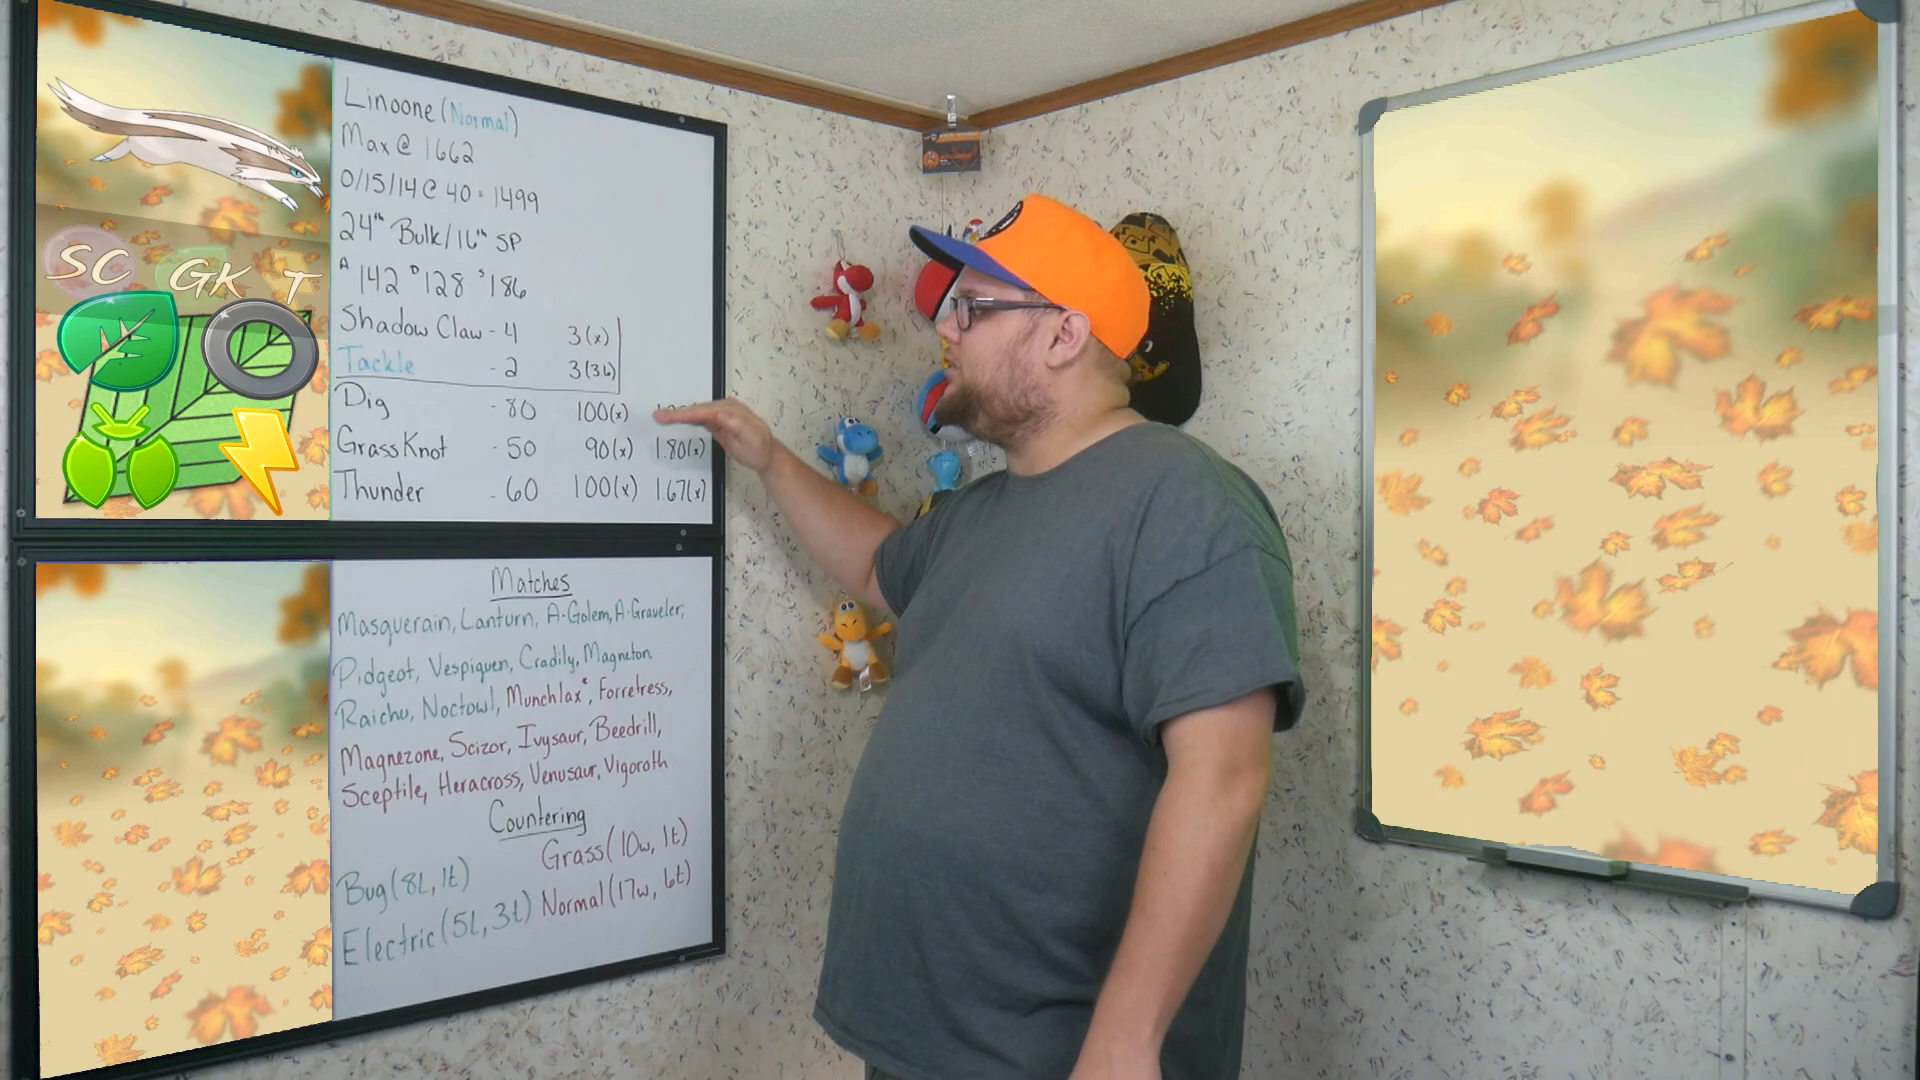 SC GK T
Linoone (Normal)
Max @ 1662
0/15/14 @ 40 = 1499
24th Bulk/16th SP
A 142 D 128 S 186
Shadow Claw - 4 3(x)
Tackle - 2 3(3.6)
Dig - 80 100(x)
Grass Knot - 50 90(x) 1.80(x)
Thunder - 60 100(x) 1.67(x)
Matches
Masquerain, Lanturn, A-Golem, A-Graveler,
Pidgeot, Vespiquen, Cradily, Magneton
Raichu, Noctowl, Munchlax*, Forretress,
Magnezone, Scizor, Ivysaur, Beedrill,
Sceptile, Heracross, Venusaur, Vigoroth
Countering
Grass(10w, 1t)
Bug(8L, 1t)
Normal(17w, 6t)
Electric(5L, 3t)